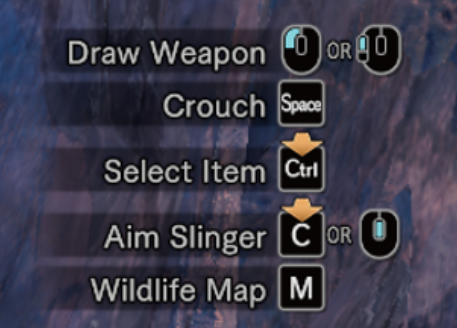 Draw Weapon OR
Crouch Space
Select Item Ctrl
Aim Slinger C OR
Wildlife Map M